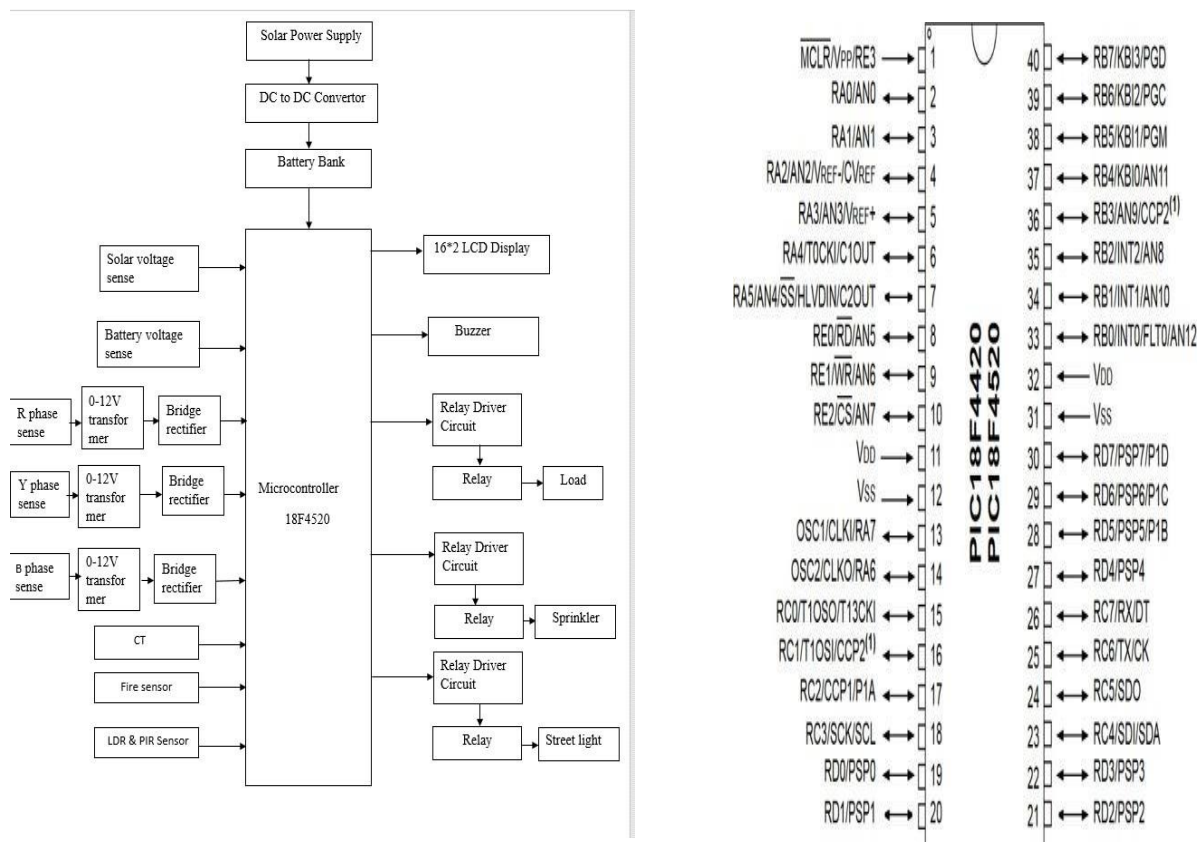 Solar Power Supply
DC to DC Convertor
Battery Bank
Solar voltage
sense
Battery voltage
sense
R phase
sense
0-12V
transfor
mer
Bridge
rectifier
Y phase
sense
0-12V
transfor
mer
Bridge
rectifier
B phase
sense
0-12V
transfor
mer
Bridge
rectifier
CT
Fire sensor
LDR & PIR Sensor
Microcontroller
18F4520
16*2 LCD Display
Buzzer
Relay Driver
Circuit
Relay
Load
Relay Driver
Circuit
Relay
Sprinkler
Relay Driver
Circuit
Relay
Street light
MCLR/VPP/RE3 1
RA0/AN0 2
RA1/AN1 3
RA2/AN2/VREF-/CVREF 4
RA3/AN3/VREF+ 5
RA4/T0CKI/C1OUT 6
RA5/AN4/SS/HLVDIN/C2OUT 7
RE0/RD/AN5 8
RE1/WR/AN6 9
RE2/CS/AN7 10
VDD 11
VSS 12
OSC1/CLKI/RA7 13
OSC2/CLKO/RA6 14
RC0/T1OSO/T13CKI 15
RC1/T1OSI/CCP2(1) 16
RC2/CCP1/P1A 17
RC3/SCK/SCL 18
RD0/PSP0 19
RD1/PSP1 20
PIC18F4420
PIC18F4520
40 RB7/KBI3/PGD
39 RB6/KBI2/PGC
38 RB5/KBI1/PGM
37 RB4/KBI0/AN11
36 RB3/AN9/CCP2(1)
35 RB2/INT2/AN8
34 RB1/INT1/AN10
33 RB0/INT0/FLT0/AN12
32 VDD
31 VSS
30 RD7/PSP7/P1D
29 RD6/PSP6/P1C
28 RD5/PSP5/P1B
27 RD4/PSP4
26 RC7/RX/DT
25 RC6/TX/CK
24 RC5/SDO
23 RC4/SDI/SDA
22 RD3/PSP3
21 RD2/PSP2